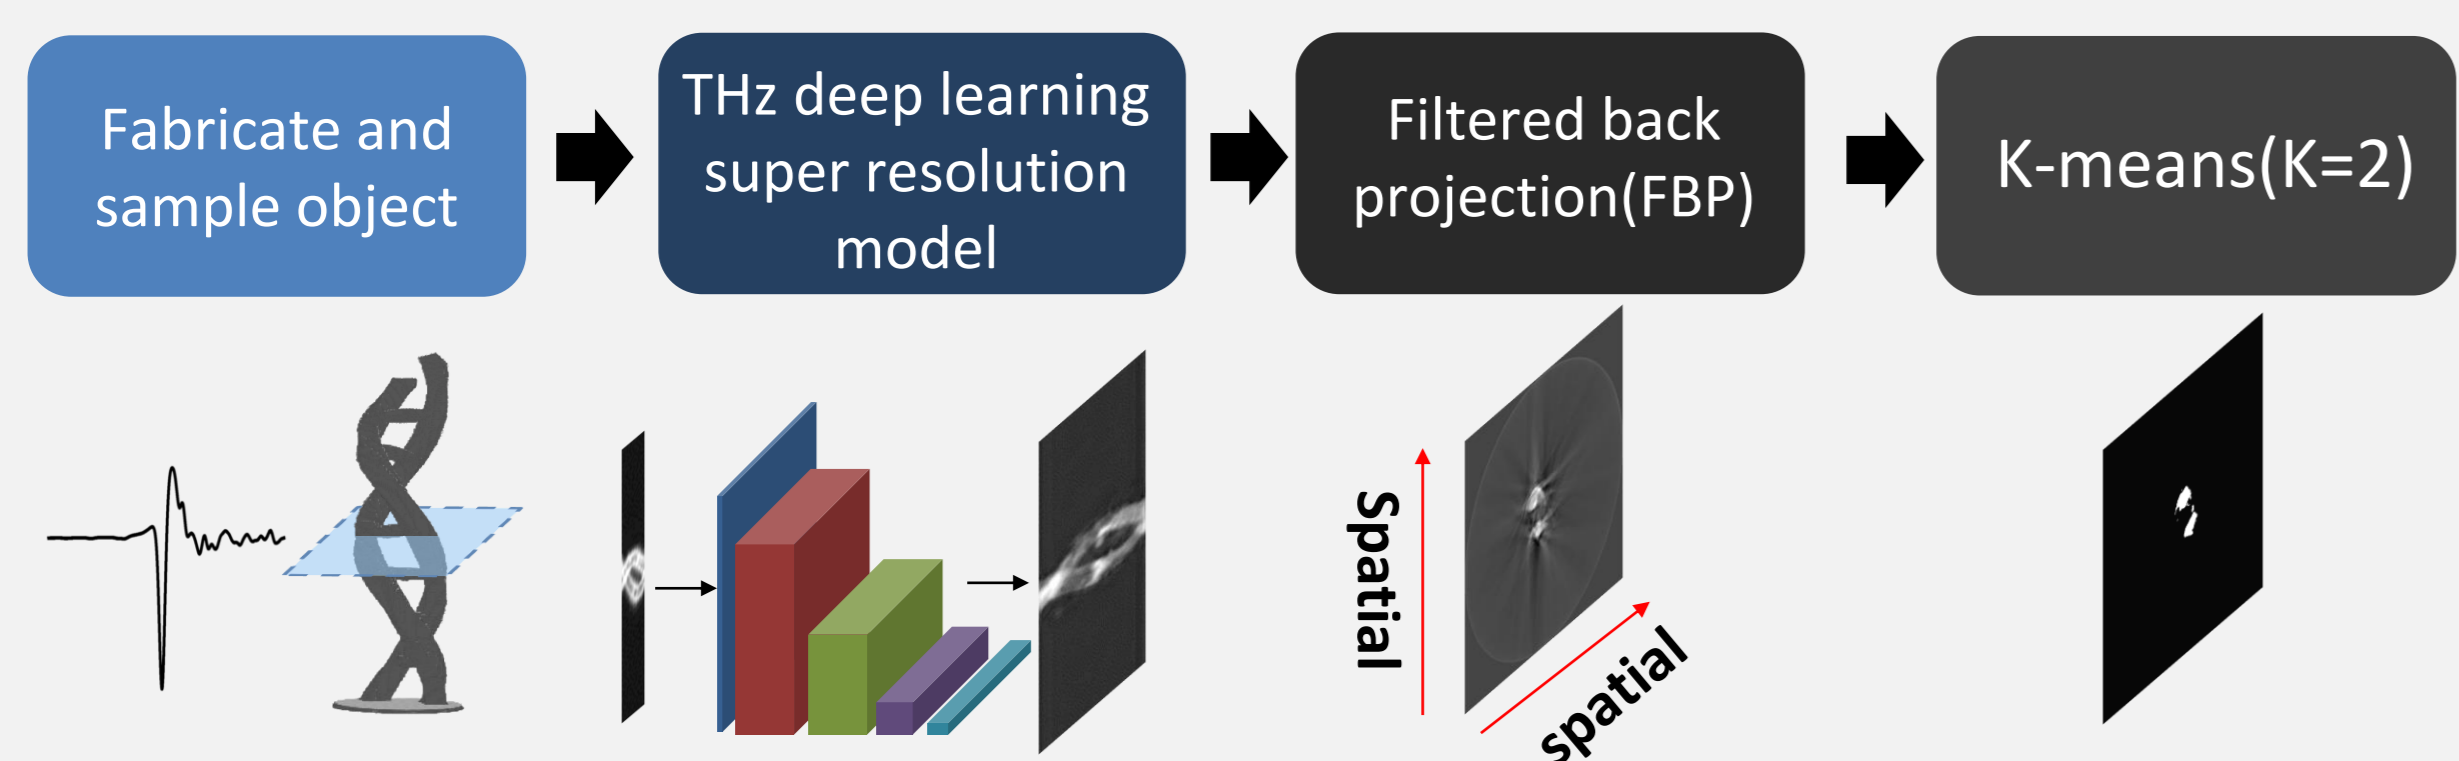 Fabricate and
sample object
THz deep learning
super resolution
model
Filtered back
projection(FBP)
K-means(K=2)
Spatial
spatial